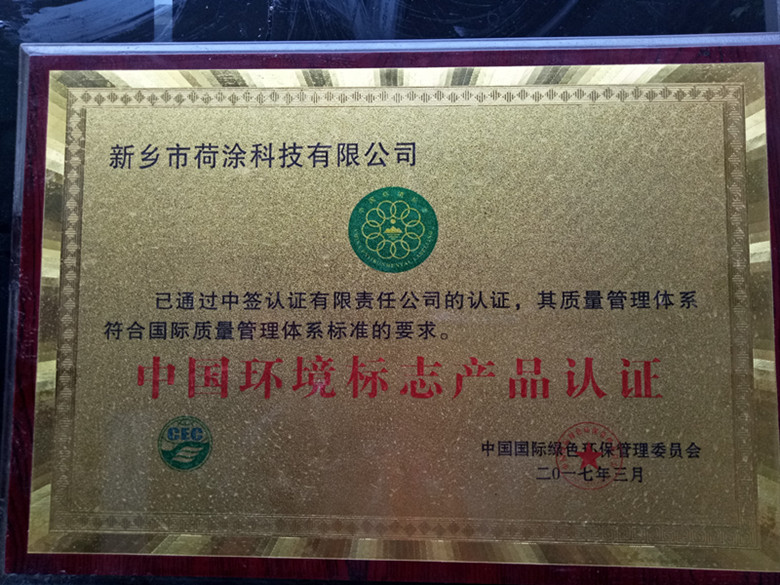 新乡市荷涂科技有限公司
已通过中签认证有限责任公司的认证，其质量管理体系
符合国际质量管理体系标准的要求。
中国环境标志产品认证
CEC
中国国际绿色环保管理委员会
二〇一七年三月